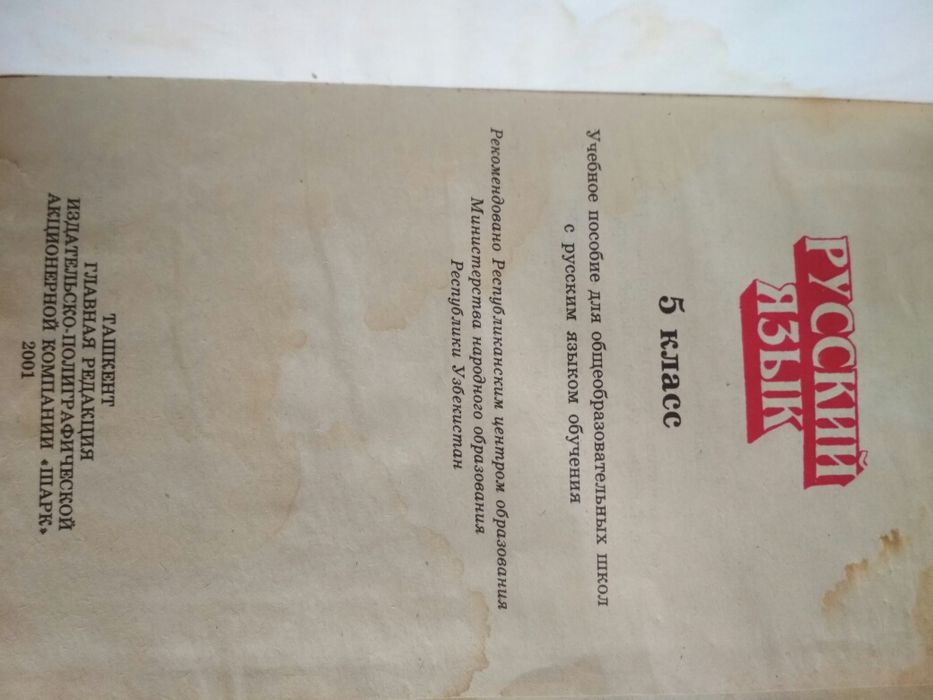 РУССКИЙ
ЯЗЫК
5 класс
Учебное пособие для общеобразовательных школ
с русским языком обучения
Рекомендовано Республиканским центром образования
Министерства народного образования
Республики Узбекистан
ТАШКЕНТ
ГЛАВНАЯ РЕДАКЦИЯ
ИЗДАТЕЛЬСКО-ПОЛИГРАФИЧЕСКОЙ
АКЦИОНЕРНОЙ КОМПАНИИ «ШАРК»
2001